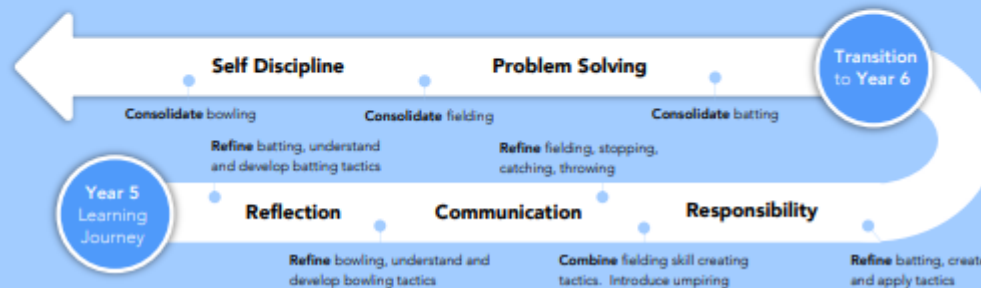 Self Discipline
Problem Solving
Transition
to Year 6
Consolidate bowling
Consolidate fielding
Consolidate batting
Refine batting, understand
and develop batting tactics
Refine fielding, stopping,
catching, throwing
Year 5
Learning
Journey
Reflection
Communication
Responsibility
Refine bowling, understand and
develop bowling tactics
Combine fielding skill creating
tactics. Introduce umpiring
Refine batting, create
and apply tactics